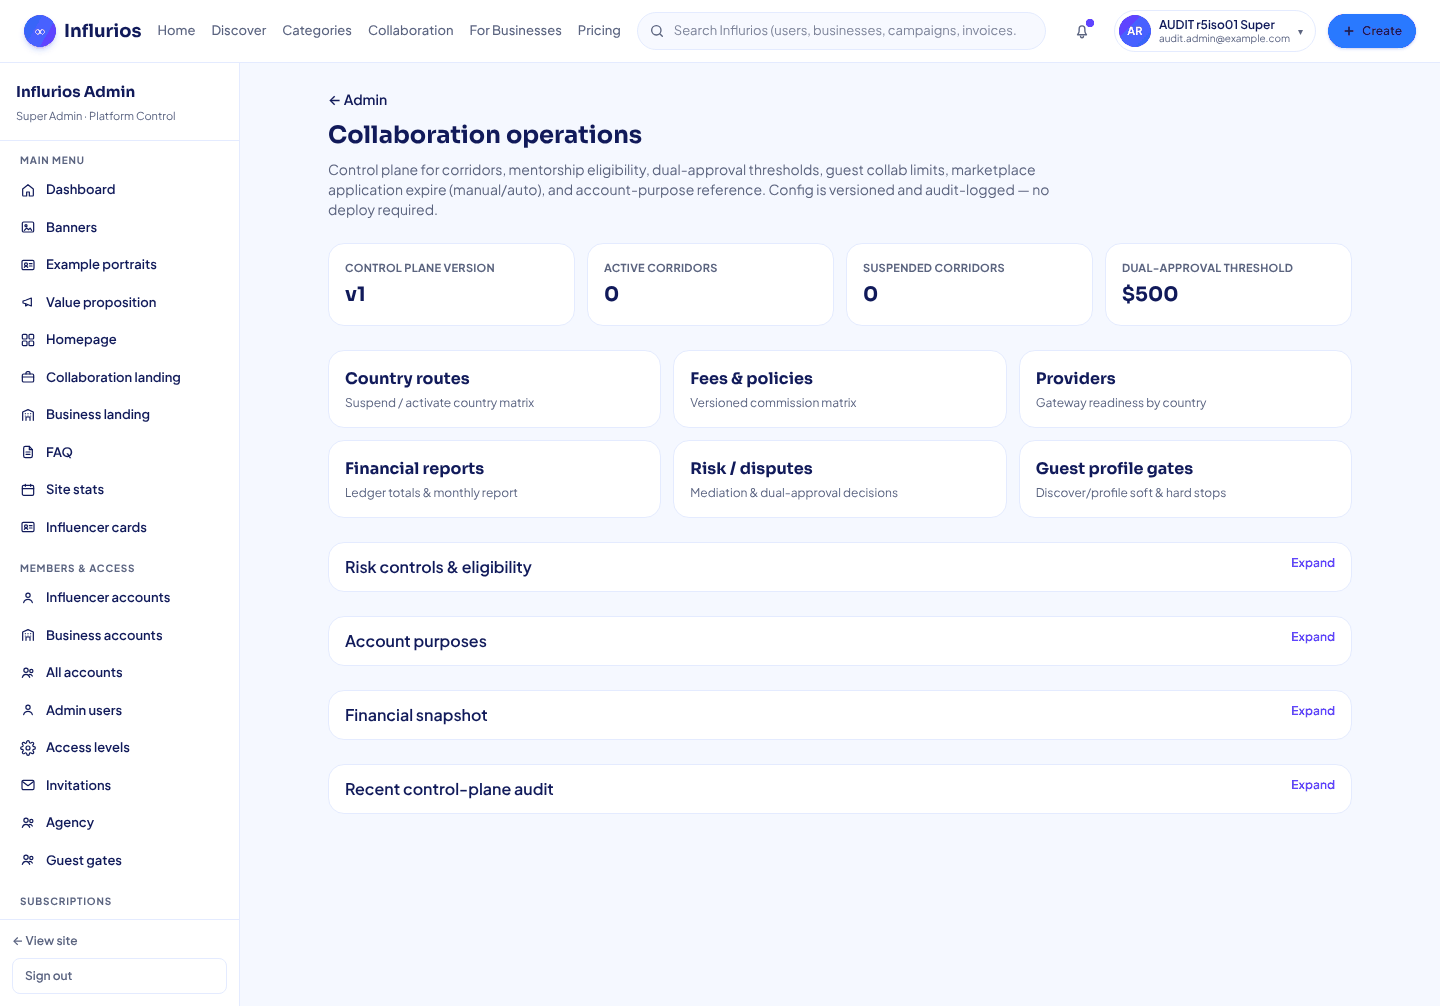 Influrios
Home
Discover
Categories
Collaboration
For Businesses
Pricing
Search Influrios (users, businesses, campaigns, invoices.
AR
AUDIT r5iso01 Super
audit.admin@example.com
+ Create
Influrios Admin
Super Admin · Platform Control
MAIN MENU
Dashboard
Banners
Example portraits
Value proposition
Homepage
Collaboration landing
Business landing
FAQ
Site stats
Influencer cards
MEMBERS & ACCESS
Influencer accounts
Business accounts
All accounts
Admin users
Access levels
Invitations
Agency
Guest gates
SUBSCRIPTIONS
← View site
Sign out
← Admin
Collaboration operations
Control plane for corridors, mentorship eligibility, dual-approval thresholds, guest collab limits, marketplace
application expire (manual/auto), and account-purpose reference. Config is versioned and audit-logged — no
deploy required.
CONTROL PLANE VERSION
v1
ACTIVE CORRIDORS
0
SUSPENDED CORRIDORS
0
DUAL-APPROVAL THRESHOLD
$500
Country routes
Suspend / activate country matrix
Fees & policies
Versioned commission matrix
Providers
Gateway readiness by country
Financial reports
Ledger totals & monthly report
Risk / disputes
Mediation & dual-approval decisions
Guest profile gates
Discover/profile soft & hard stops
Risk controls & eligibility
Expand
Account purposes
Expand
Financial snapshot
Expand
Recent control-plane audit
Expand